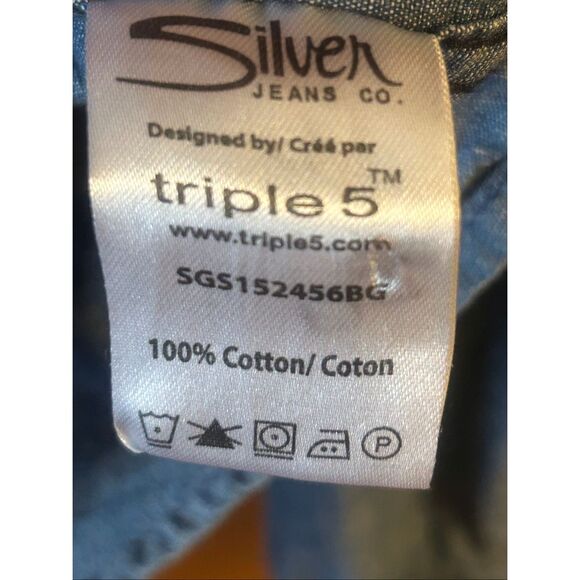 Silver
JEANS CO.
Designed by/ Créé par
triple 5™
www.triple5.com
SGS152456BG
100% Cotton/ Coton
P